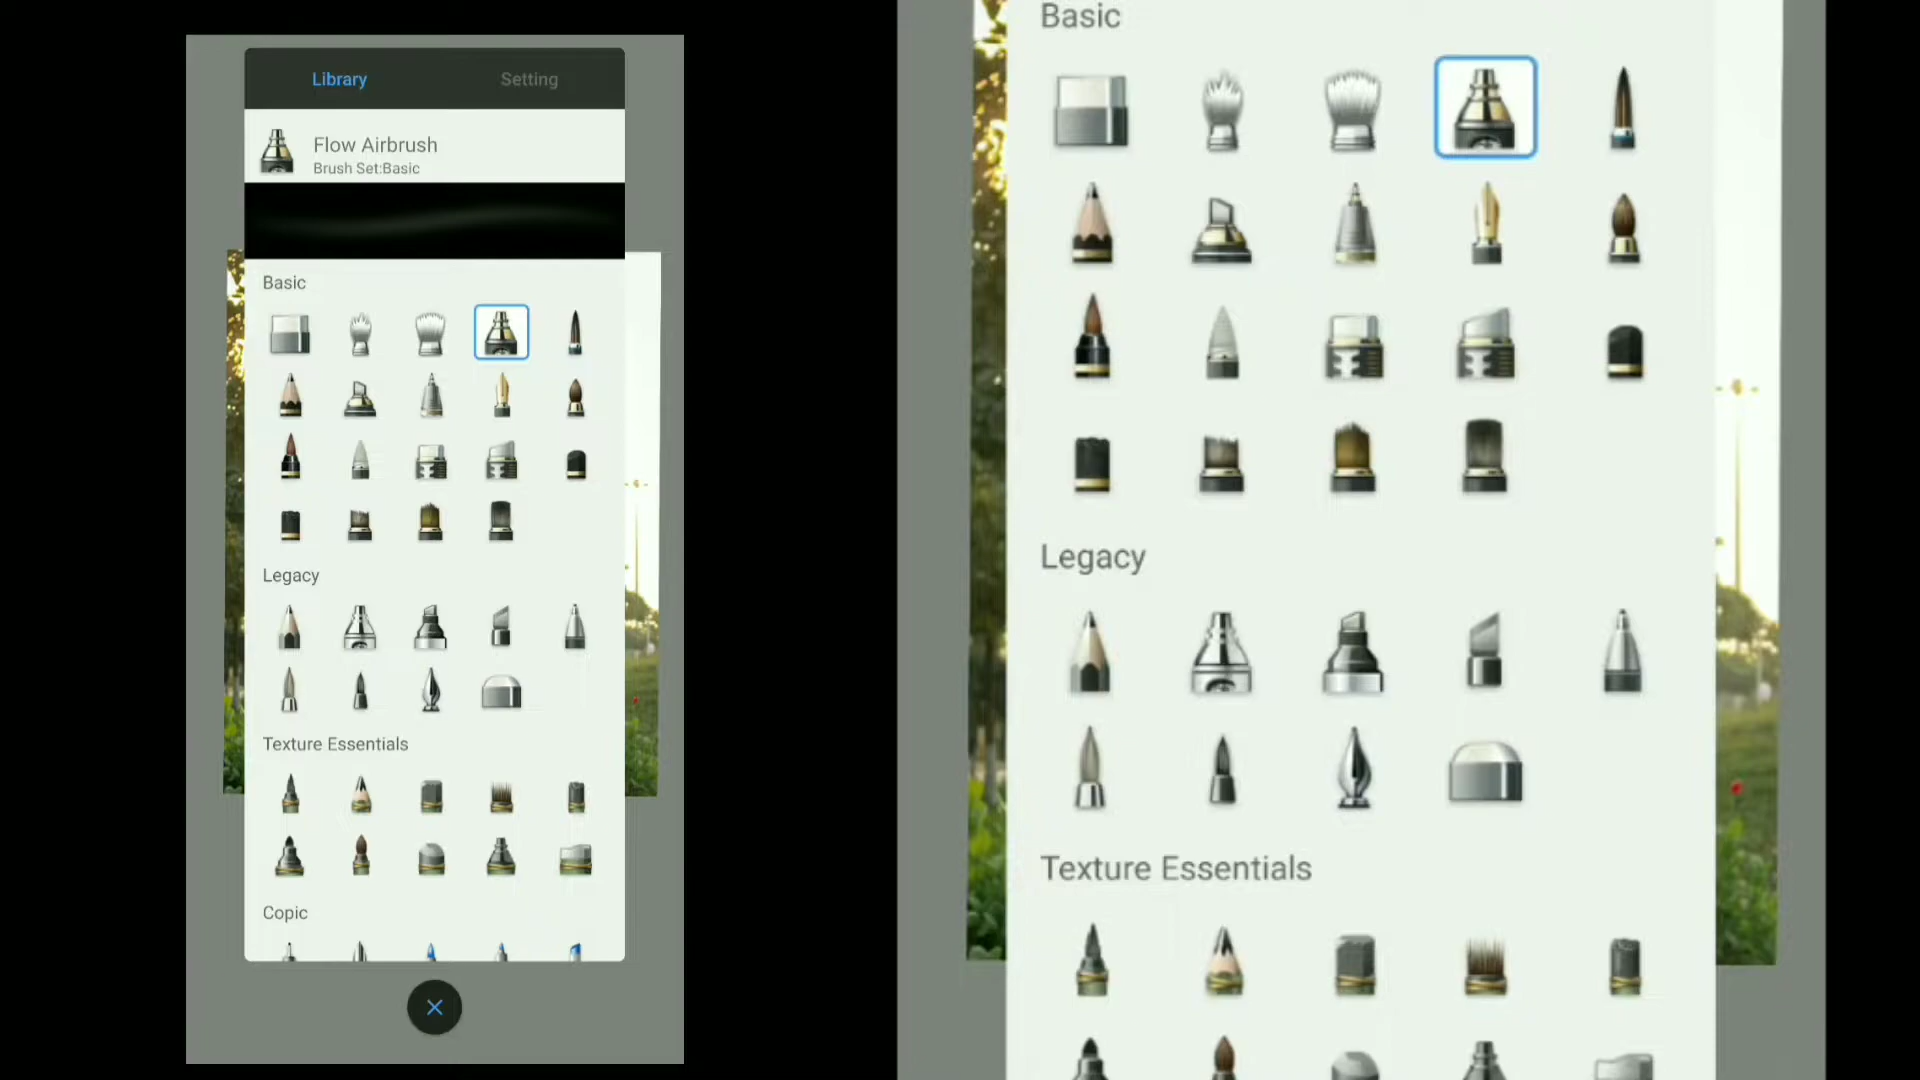 Library
Setting
Flow Airbrush
Brush Set:Basic
Basic
Legacy
Texture Essentials
Copic
Basic
Legacy
Texture Essentials